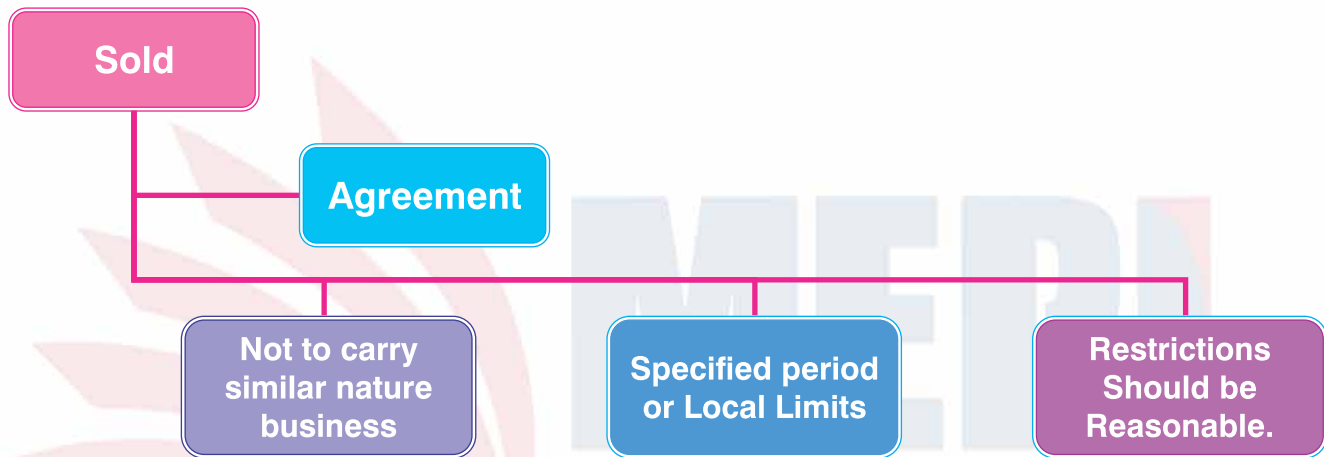 Sold
Agreement
Not to carry
similar nature
business
Specified period
or Local Limits
Restrictions
Should be
Reasonable.